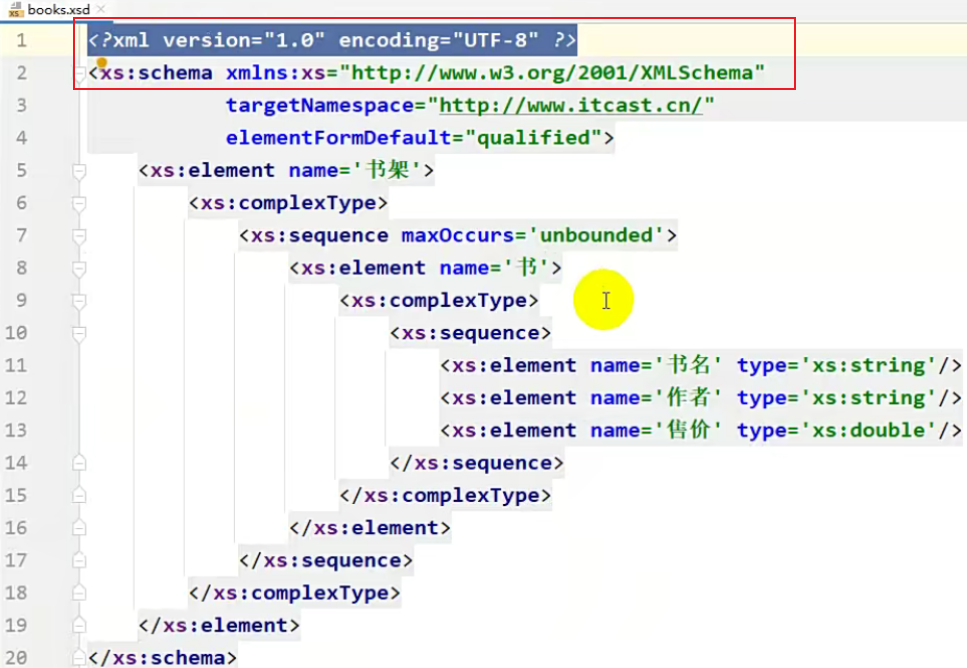 books.xsd
1 <?xml version="1.0" encoding="UTF-8" ?>
2 <xs:schema xmlns:xs="http://www.w3.org/2001/XMLSchema"
3 targetNamespace="http://www.itcast.cn/"
4 elementFormDefault="qualified">
5 <xs:element name='书架'>
6 <xs:complexType>
7 <xs:sequence maxOccurs='unbounded'>
8 <xs:element name='书'>
9 <xs:complexType>
10 <xs:sequence>
11 <xs:element name='书名' type='xs:string'/>
12 <xs:element name='作者' type='xs:string'/>
13 <xs:element name='售价' type='xs:double'/>
14 </xs:sequence>
15 </xs:complexType>
16 </xs:element>
17 </xs:sequence>
18 </xs:complexType>
19 </xs:element>
20 </xs:schema>